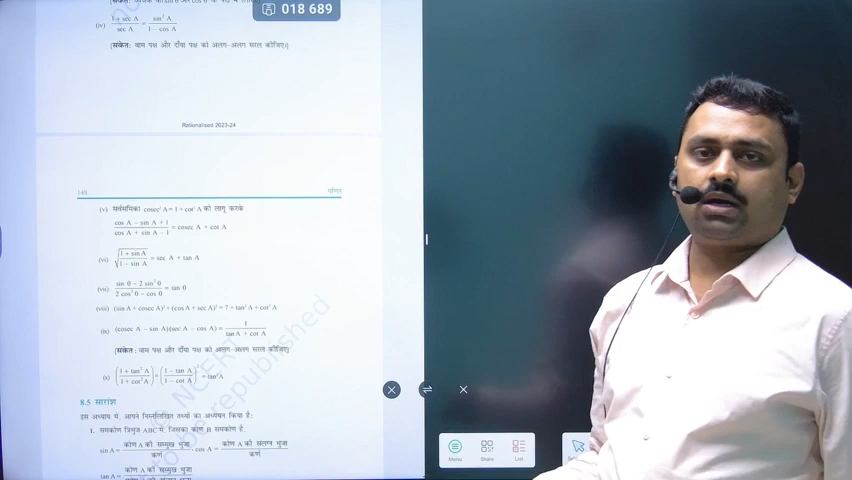 018 689
(iv) (1 + sec A)/(sec A) = (sin² A)/(1 – cos A)
[संकेत: वाम पक्ष और दाँया पक्ष को अलग-अलग सरल कीजिए।]
Rationalised 2023-24
148 गणित
(v) सर्वसमिका cosec² A = 1 + cot² A को लागू करके
(cos A – sin A + 1)/(cos A + sin A – 1) = cosec A + cot A
(vi) √((1 + sin A)/(1 – sin A)) = sec A + tan A
(vii) (sin θ – 2 sin³ θ)/(2 cos³ θ – cos θ) = tan θ
(viii) (sin A + cosec A)² + (cos A + sec A)² = 7 + tan² A + cot² A
(ix) (cosec A – sin A)(sec A – cos A) = 1/(tan A + cot A)
[संकेत: वाम पक्ष और दाँया पक्ष को अलग-अलग सरल कीजिए]
(x) ((1 + tan² A)/(1 + cot² A)) = ((1 – tan A)/(1 – cot A))² = tan² A
8.5 सारांश
इस अध्याय में, आपने निम्नलिखित तथ्यों का अध्ययन किया है:
1. समकोण त्रिभुज ABC में, जिसका कोण B समकोण है,
sin A = कोण A की सम्मुख भुजा/कर्ण, cos A = कोण A की संलग्न भुजा/कर्ण
tan A = कोण A की सम्मुख भुजा
NCERT
republished
Menu
Share
List